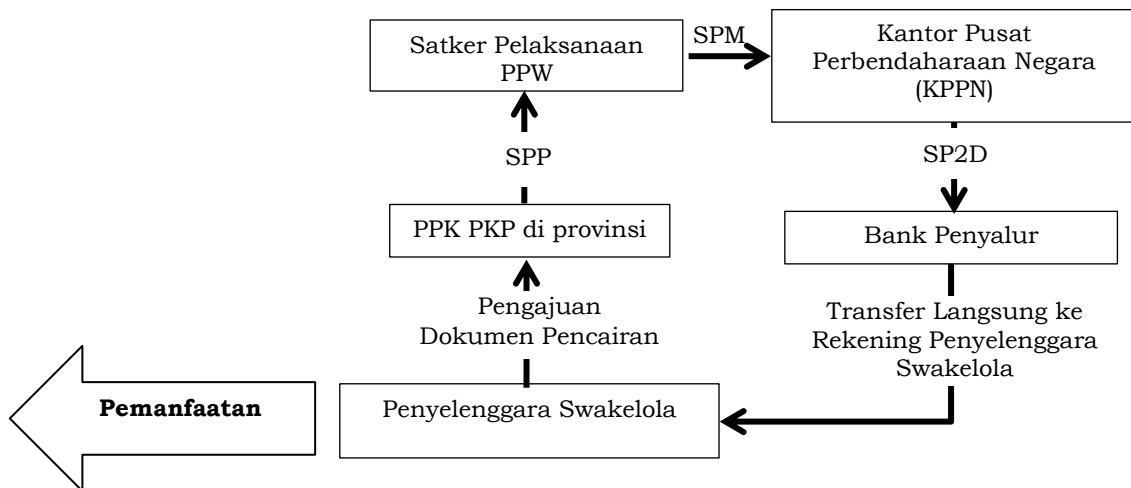 Satker Pelaksanaan
PPW
SPM
Kantor Pusat
Perbendaharaan Negara
(KPPN)
SPP
SP2D
PPK PKP di provinsi
Bank Penyalur
Pengajuan
Dokumen Pencairan
Transfer Langsung ke
Rekening Penyelenggara
Swakelola
Pemanfaatan
Penyelenggara Swakelola